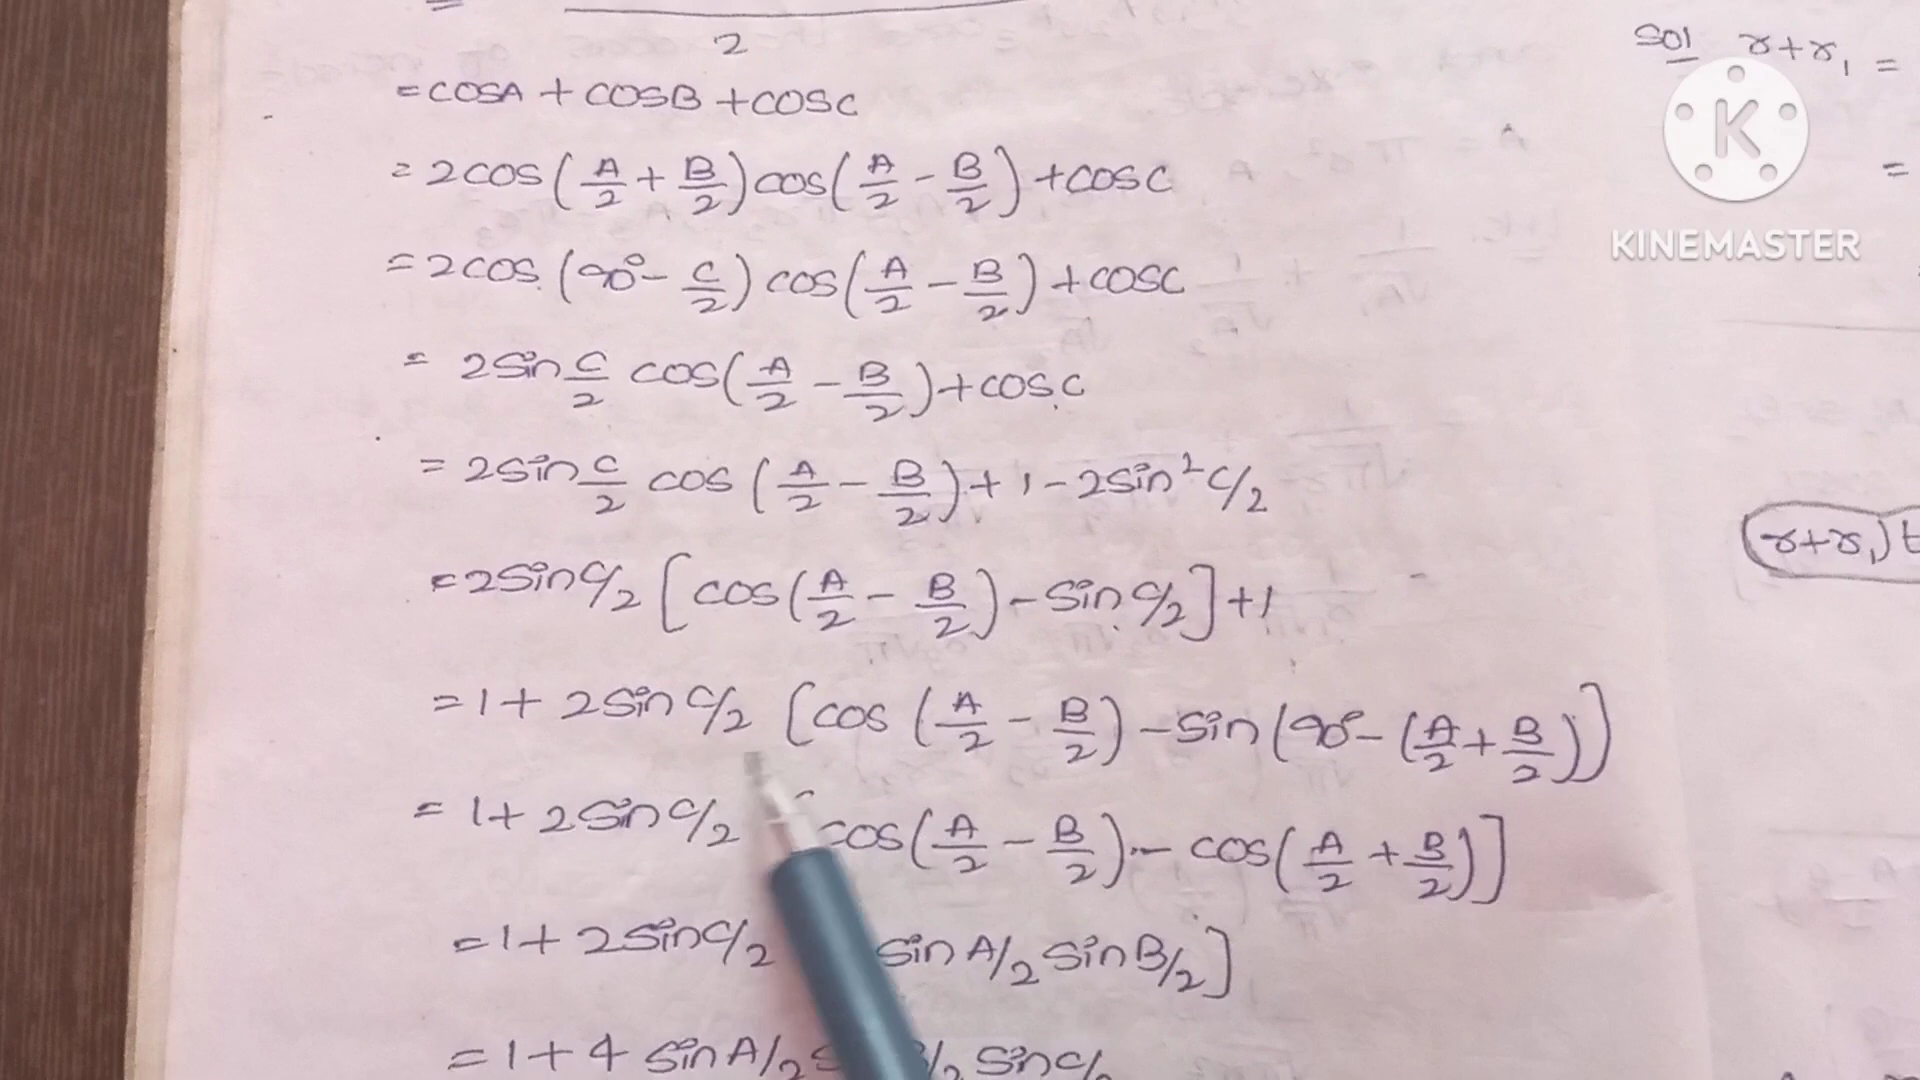 2
= COSA + COSB + COSC
= 2COS (A/2 + B/2) COS (A/2 - B/2) + COSC
= 2COS (90° - C/2) COS (A/2 - B/2) + COSC
= 2Sin C/2 COS (A/2 - B/2) + COSC
= 2Sin C/2 COS (A/2 - B/2) + 1 - 2Sin² C/2
= 2Sin C/2 [COS (A/2 - B/2) - Sin C/2] + 1
= 1 + 2Sin C/2 [COS (A/2 - B/2) - Sin (90° - (A/2 + B/2))]
= 1 + 2Sin C/2 COS (A/2 - B/2) - COS (A/2 + B/2)]
= 1 + 2Sin C/2 Sin A/2 Sin B/2]
= 1 + 4 Sin A/2 Sin C/2
Sol r + r₁ =
=
(r + r₁)
KINEMASTER